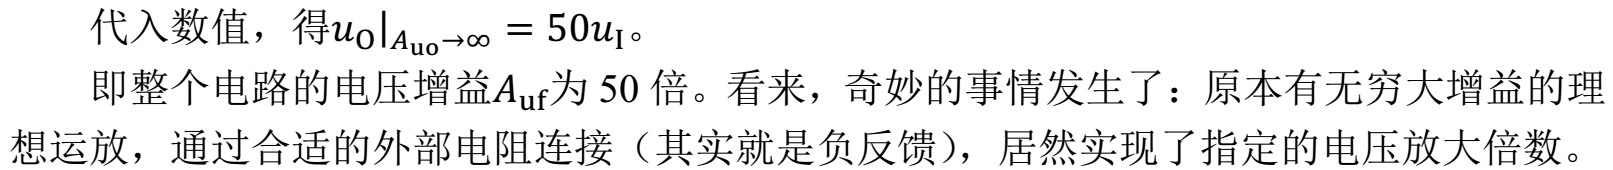 代入数值，得u_O|_{A_uo→∞} = 50u_I。
即整个电路的电压增益A_uf为 50 倍。看来，奇妙的事情发生了：原本有无穷大增益的理
想运放，通过合适的外部电阻连接（其实就是负反馈），居然实现了指定的电压放大倍数。